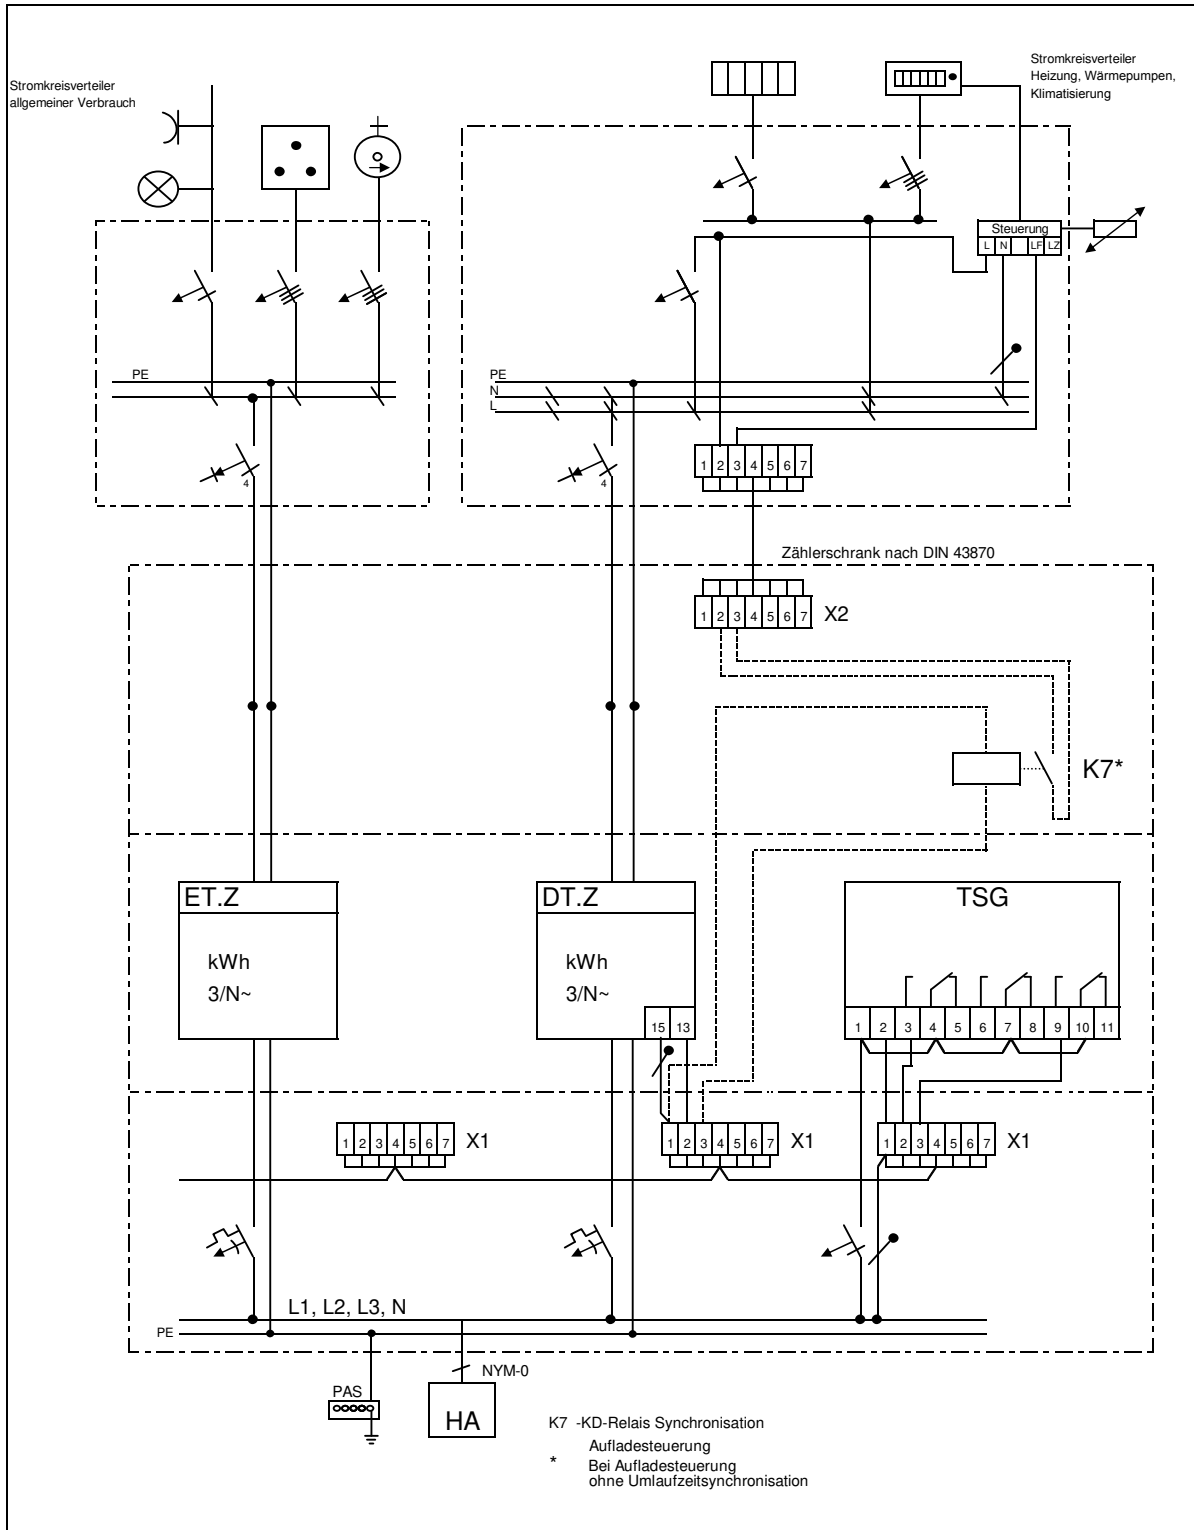 Stromkreisverteiler
allgemeiner Verbrauch
Stromkreisverteiler
Heizung, Wärmepumpen,
Klimatisierung
Steuerung
L N LF LZ
PE
PE
N
L
4
4
1 2 3 4 5 6 7
Zählerschrank nach DIN 43870
1 2 3 4 5 6 7 X2
K7*
ET.Z
kWh
3/N~
DT.Z
kWh
3/N~
15 13
TSG
1 2 3 4 5 6 7 8 9 10 11
1 2 3 4 5 6 7 X1
1 2 3 4 5 6 7 X1
1 2 3 4 5 6 7 X1
L1, L2, L3, N
PE
NYM-0
PAS
HA
K7 -KD-Relais Synchronisation
Aufladesteuerung
* Bei Aufladesteuerung
ohne Umlaufzeitsynchronisation